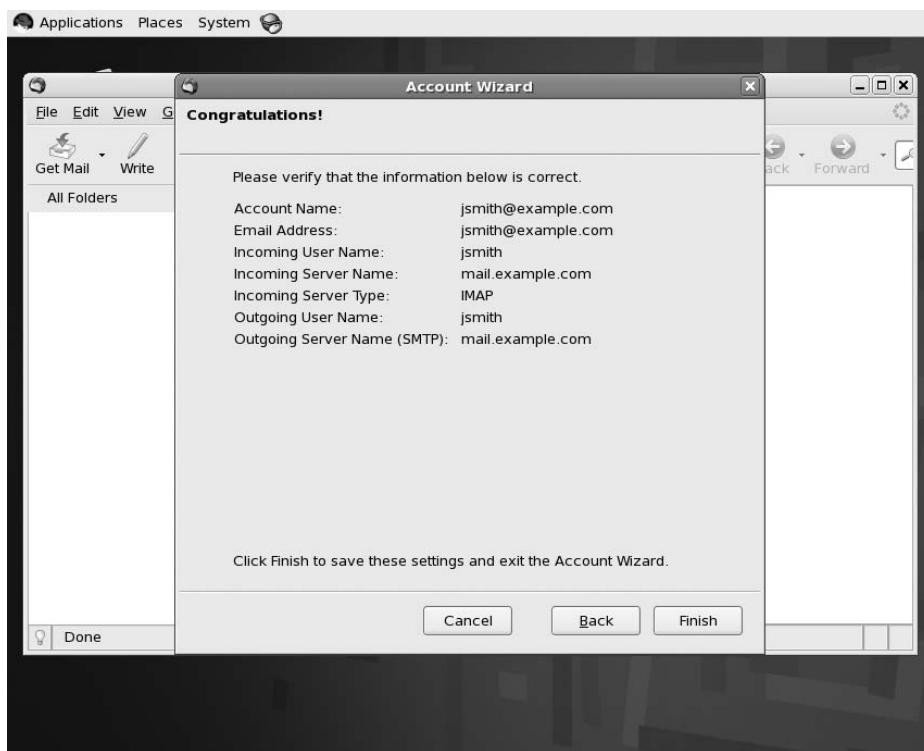 Applications Places System
Account Wizard
File Edit View G
Congratulations!
Get Mail Write
ack Forward
All Folders
Please verify that the information below is correct.
Account Name: jsmith@example.com
Email Address: jsmith@example.com
Incoming User Name: jsmith
Incoming Server Name: mail.example.com
Incoming Server Type: IMAP
Outgoing User Name: jsmith
Outgoing Server Name (SMTP): mail.example.com
Click Finish to save these settings and exit the Account Wizard.
Cancel Back Finish
Done